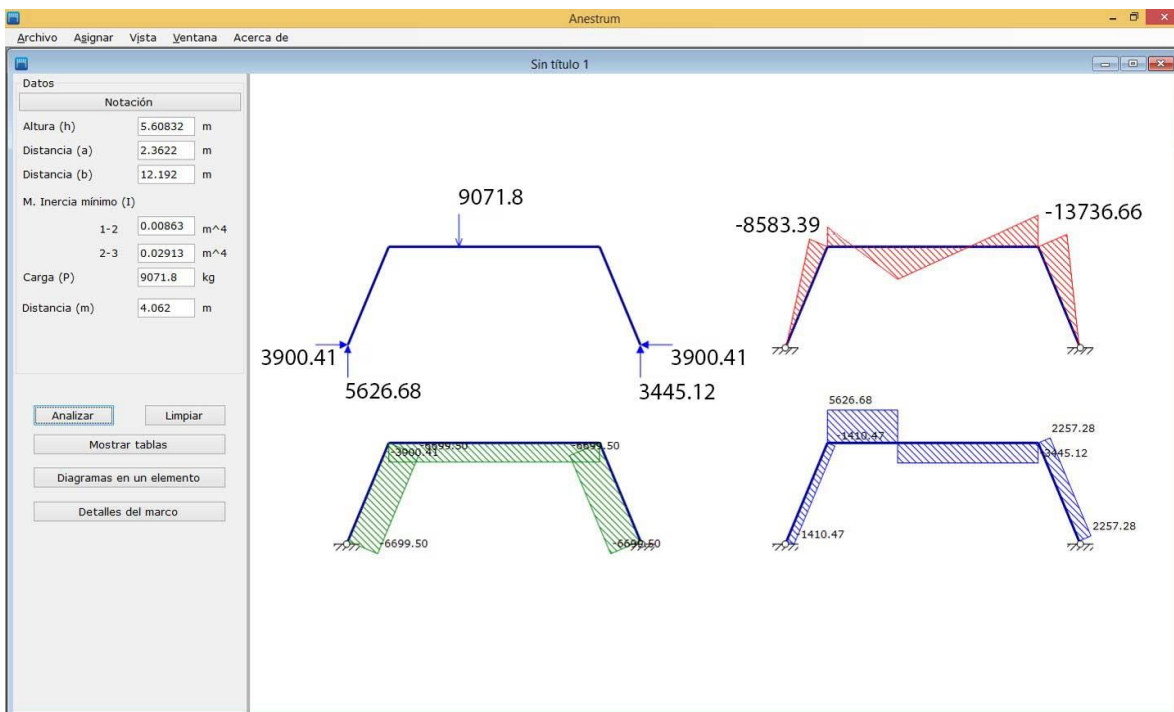 Anestrum
Archivo Asignar Vista Ventana Acerca de
Sin título 1
Datos
Notación
Altura (h) 5.60832 m
Distancia (a) 2.3622 m
Distancia (b) 12.192 m
M. Inercia mínimo (I)
1-2 0.00863 m^4
2-3 0.02913 m^4
Carga (P) 9071.8 kg
Distancia (m) 4.062 m
Analizar Limpiar
Mostrar tablas
Diagramas en un elemento
Detalles del marco
9071.8
3900.41
5626.68
3900.41
3445.12
-8583.39
-13736.66
-6699.50
-3900.41
-6699.50
-6699.50
-6699.50
5626.68
-1410.47
2257.28
-3445.12
-1410.47
2257.28